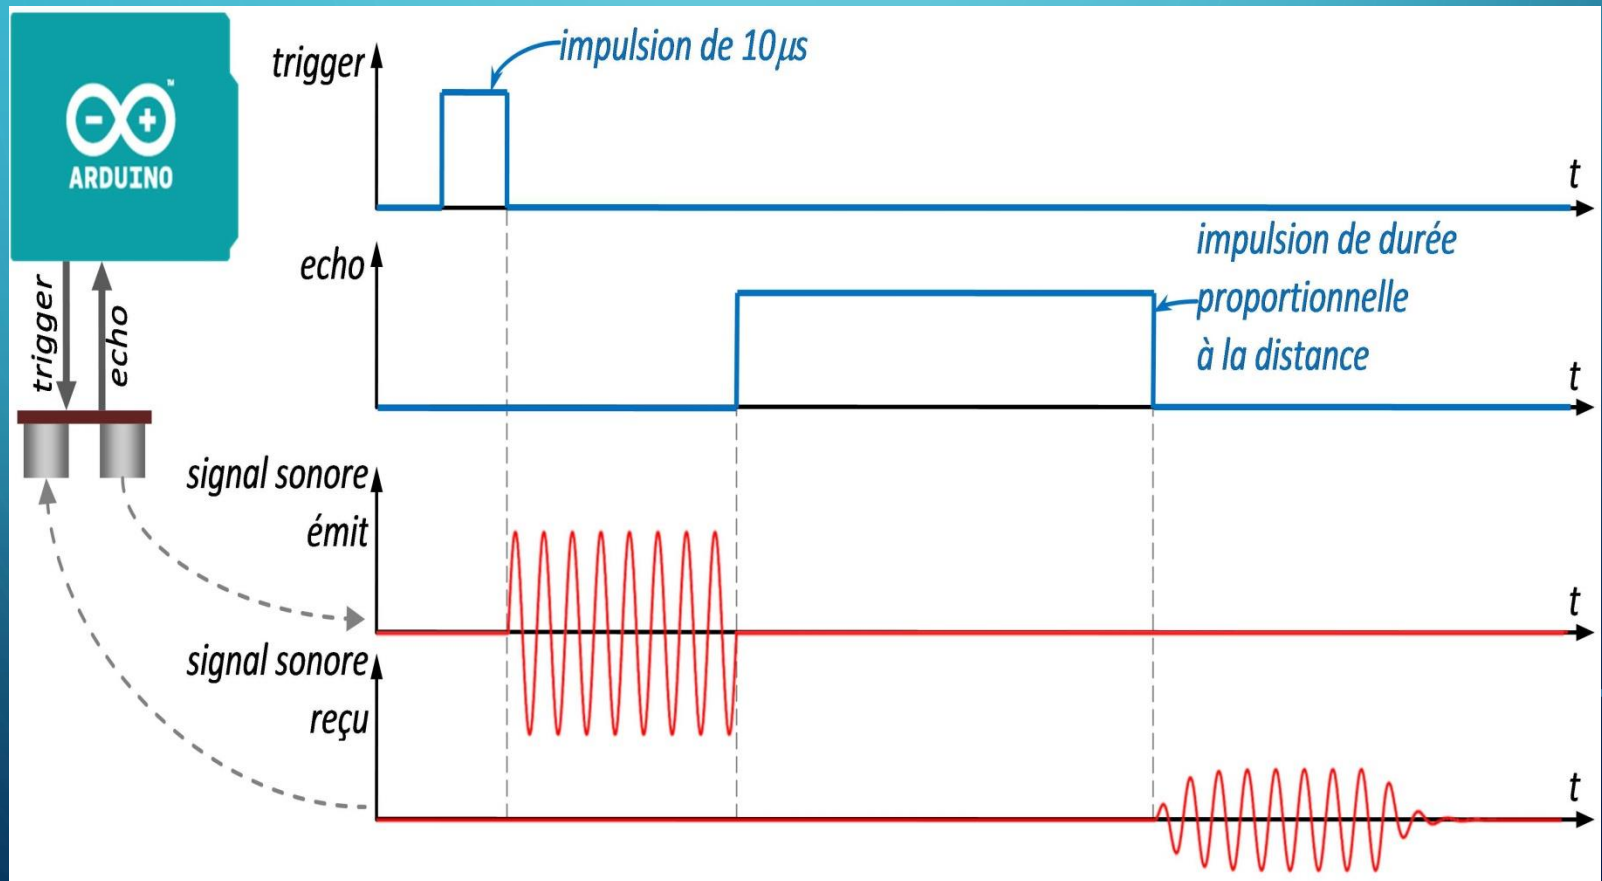 ARDUINO
TM
trigger
echo
trigger
impulsion de 10µs
t
echo
impulsion de durée
proportionnelle
à la distance
t
signal sonore
émit
t
signal sonore
reçu
t